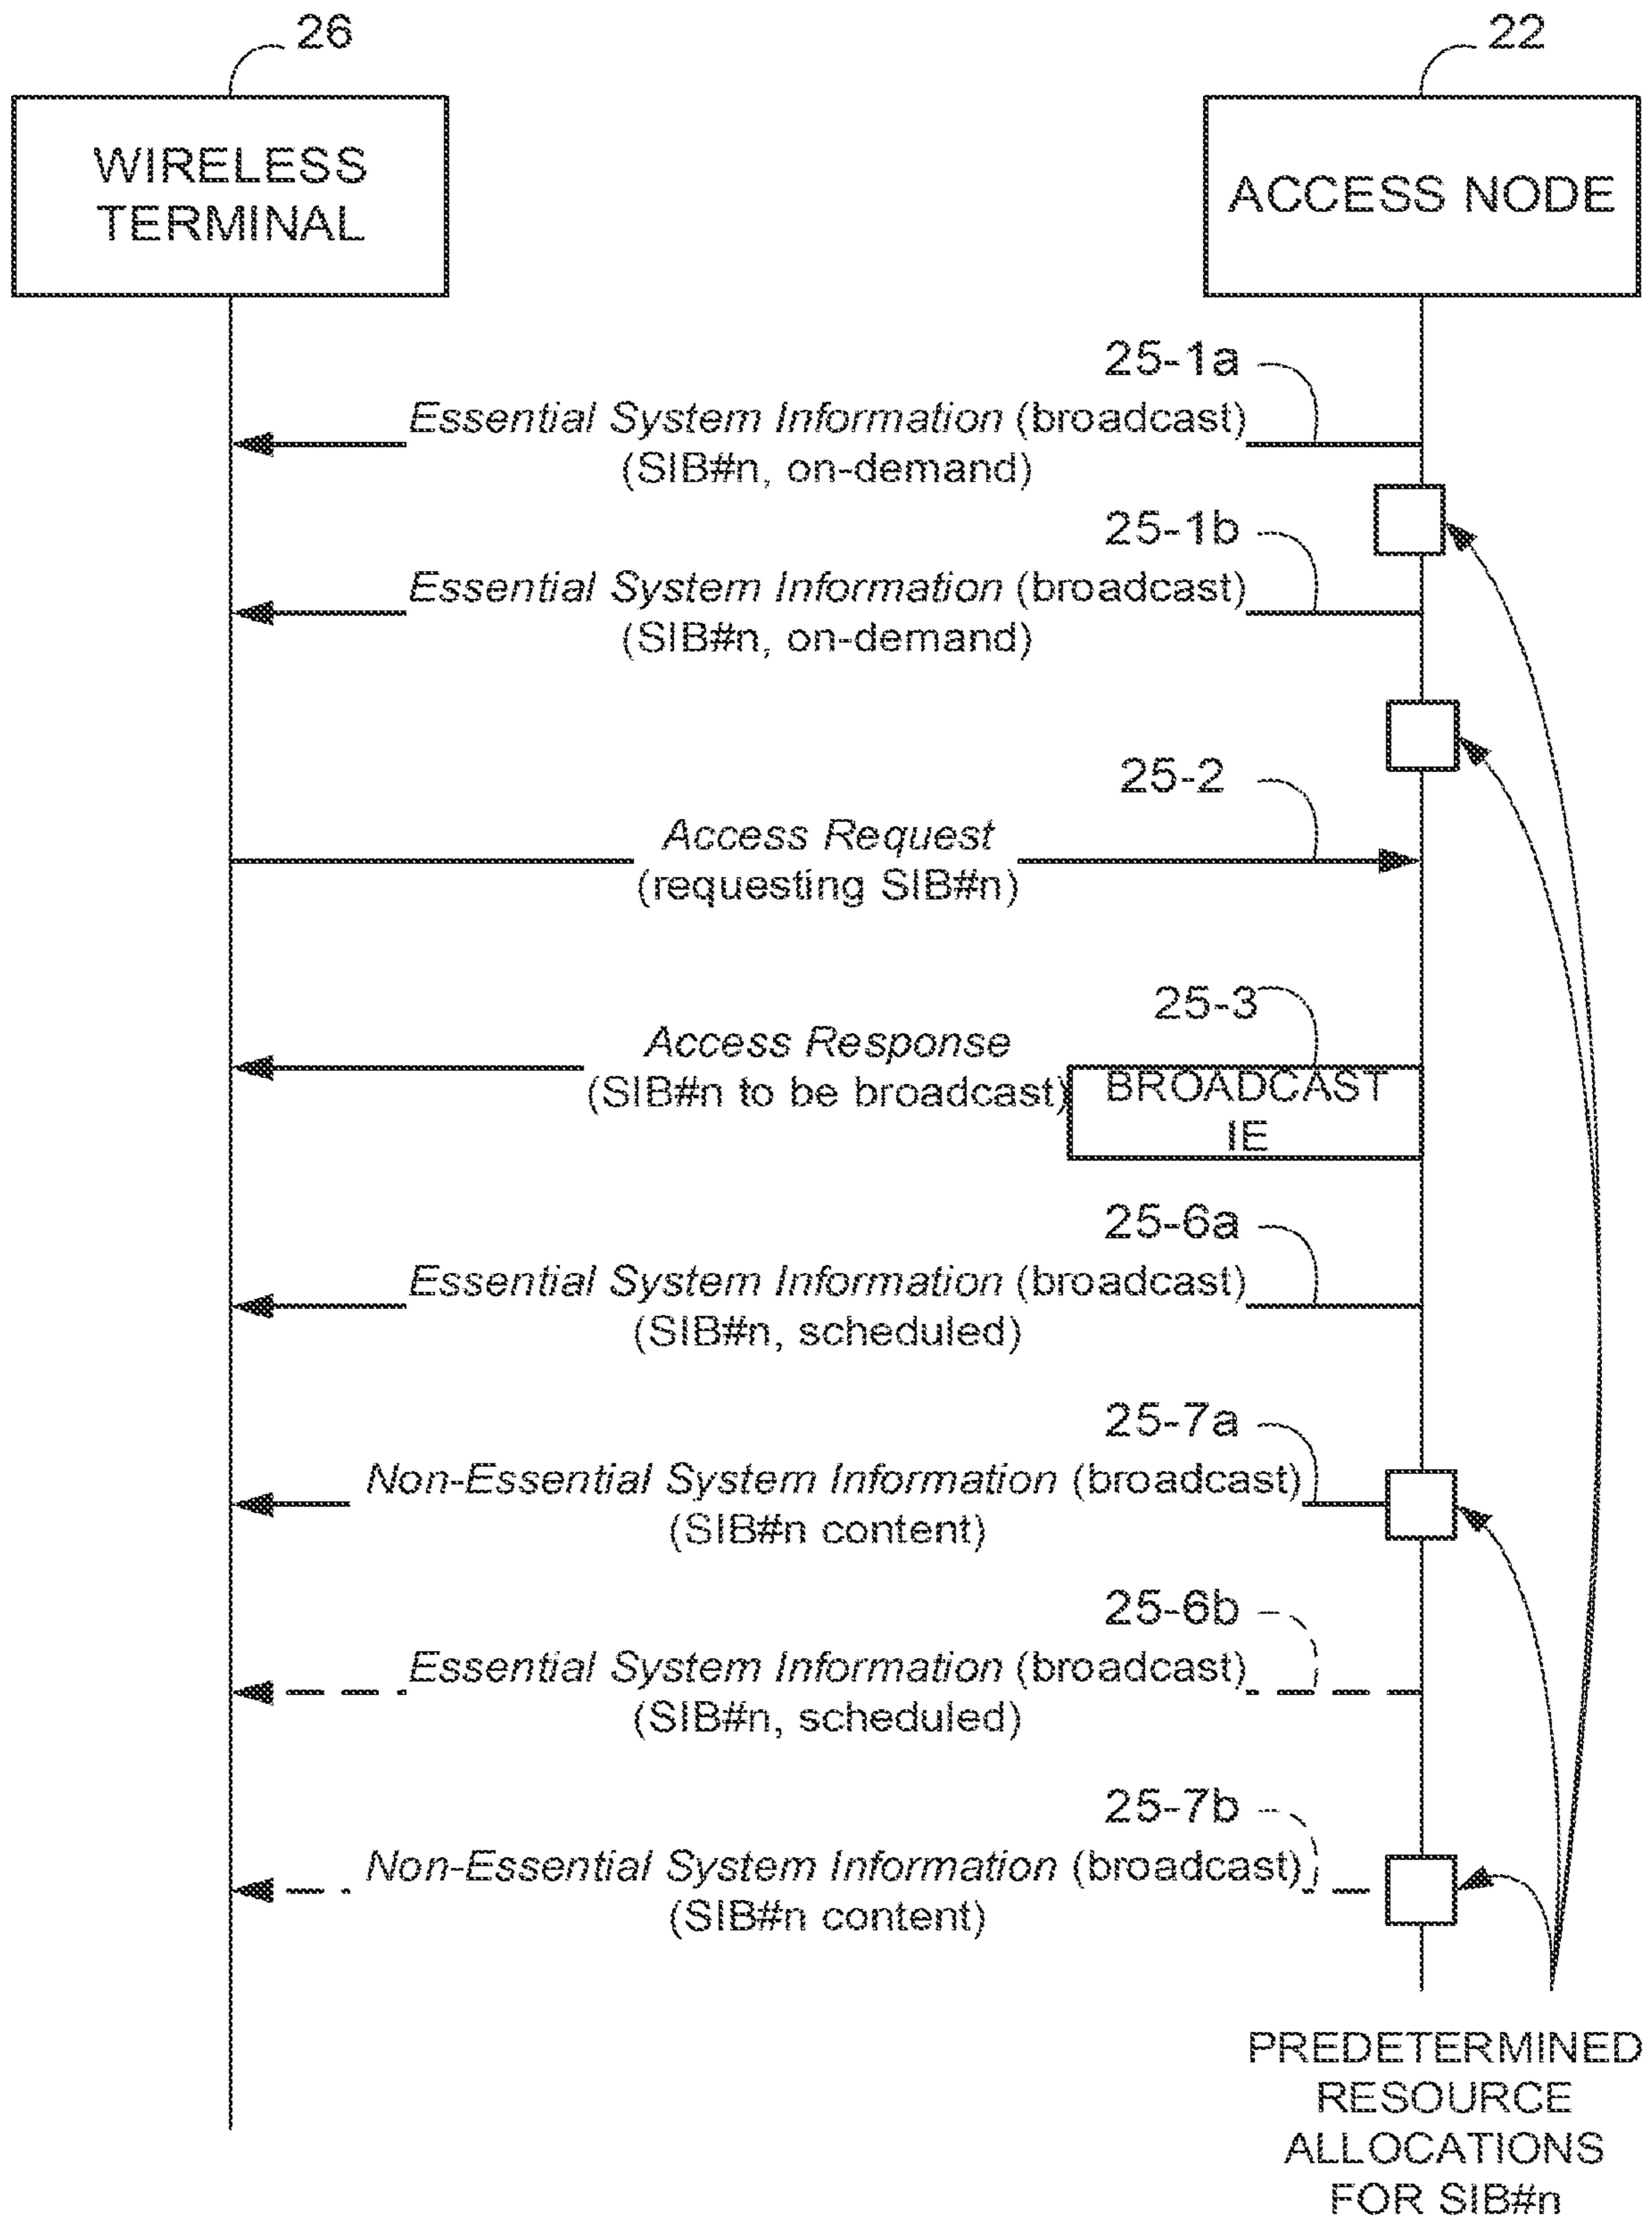 26
22
WIRELESS
TERMINAL
ACCESS NODE
25-1a
Essential System Information (broadcast)
(SIB#n, on-demand)
25-1b
Essential System Information (broadcast)
(SIB#n, on-demand)
25-2
Access Request
(requesting SIB#n)
25-3
Access Response
(SIB#n to be broadcast)
BROADCAST
IE
25-6a
Essential System Information (broadcast)
(SIB#n, scheduled)
25-7a
Non-Essential System Information (broadcast)
(SIB#n content)
25-6b
Essential System Information (broadcast)
(SIB#n, scheduled)
25-7b
Non-Essential System Information (broadcast)
(SIB#n content)
PREDETERMINED
RESOURCE
ALLOCATIONS
FOR SIB#n